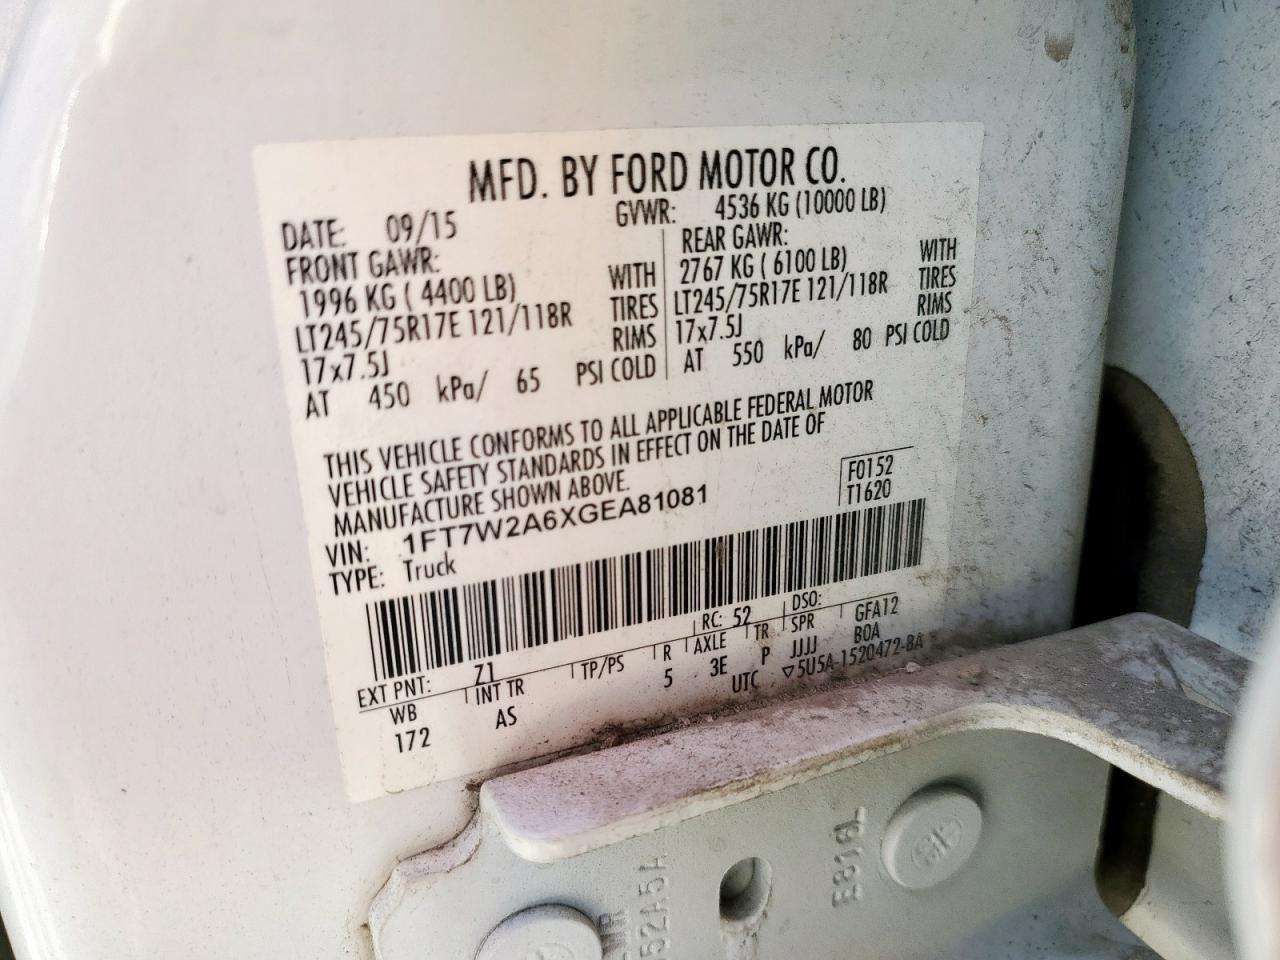 MFD. BY FORD MOTOR CO.
DATE: 09/15 GVWR: 4536 KG (10000 LB)
FRONT GAWR:
1996 KG ( 4400 LB) WITH
LT245/75R17E 121/118R TIRES
17x7.5J RIMS
AT 450 kPa/ 65 PSI COLD
REAR GAWR:
2767 KG ( 6100 LB) WITH
LT245/75R17E 121/118R TIRES
17x7.5J RIMS
AT 550 kPa/ 80 PSI COLD
THIS VEHICLE CONFORMS TO ALL APPLICABLE FEDERAL MOTOR
VEHICLE SAFETY STANDARDS IN EFFECT ON THE DATE OF
MANUFACTURE SHOWN ABOVE.
F0152
T1620
VIN: 1FT7W2A6XGEA81081
TYPE: Truck
EXT PNT: Z1 RC: 52 DSO:
WB INT TR TP/PS R AXLE TR SPR GFA12
172 AS 5 3E P JJJJ BOA
UTC ▽5U5A-1520472-BA
E816L
52A5A